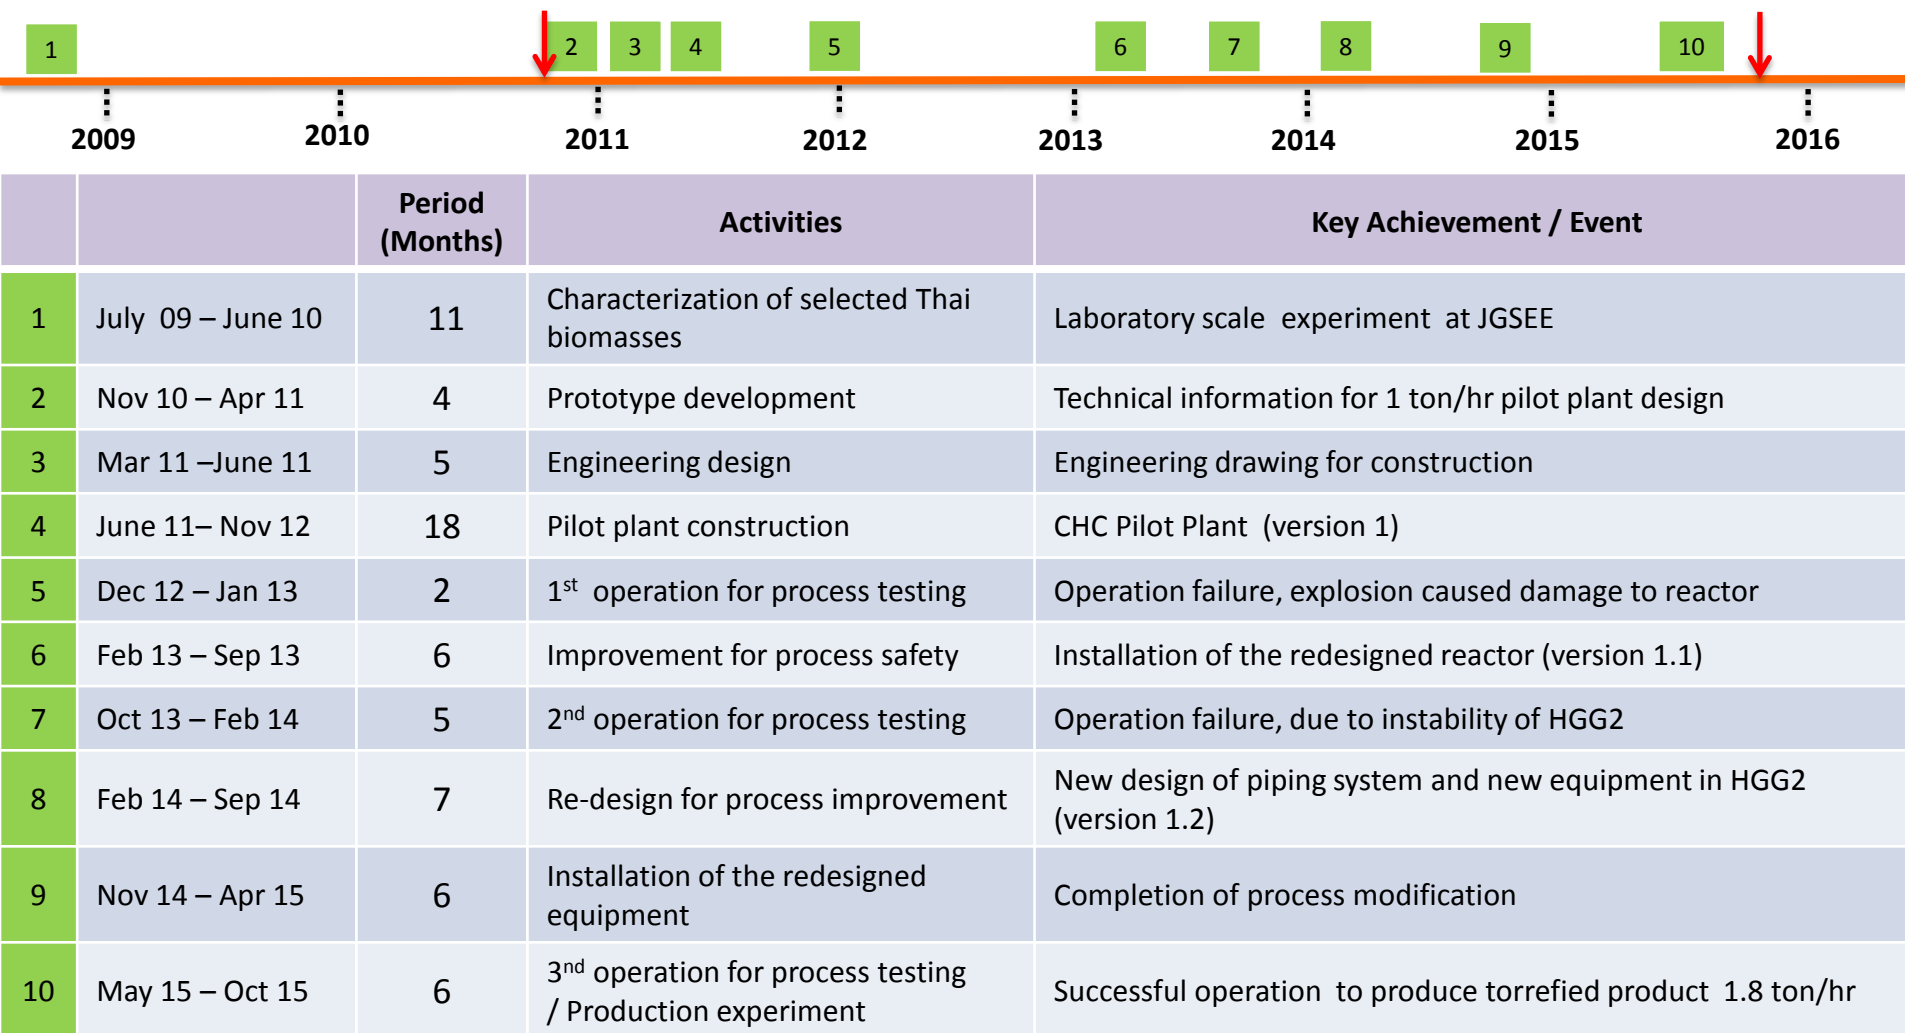 1 2 3 4 5 6 7 8 9 10
2009 2010 2011 2012 2013 2014 2015 2016
Period
(Months)
Activities
Key Achievement / Event
1
July 09 – June 10
11
Characterization of selected Thai
biomasses
Laboratory scale experiment at JGSEE
2
Nov 10 – Apr 11
4
Prototype development
Technical information for 1 ton/hr pilot plant design
3
Mar 11 –June 11
5
Engineering design
Engineering drawing for construction
4
June 11– Nov 12
18
Pilot plant construction
CHC Pilot Plant (version 1)
5
Dec 12 – Jan 13
2
1st operation for process testing
Operation failure, explosion caused damage to reactor
6
Feb 13 – Sep 13
6
Improvement for process safety
Installation of the redesigned reactor (version 1.1)
7
Oct 13 – Feb 14
5
2nd operation for process testing
Operation failure, due to instability of HGG2
8
Feb 14 – Sep 14
7
Re-design for process improvement
New design of piping system and new equipment in HGG2
(version 1.2)
9
Nov 14 – Apr 15
6
Installation of the redesigned
equipment
Completion of process modification
10
May 15 – Oct 15
6
3nd operation for process testing
/ Production experiment
Successful operation to produce torrefied product 1.8 ton/hr